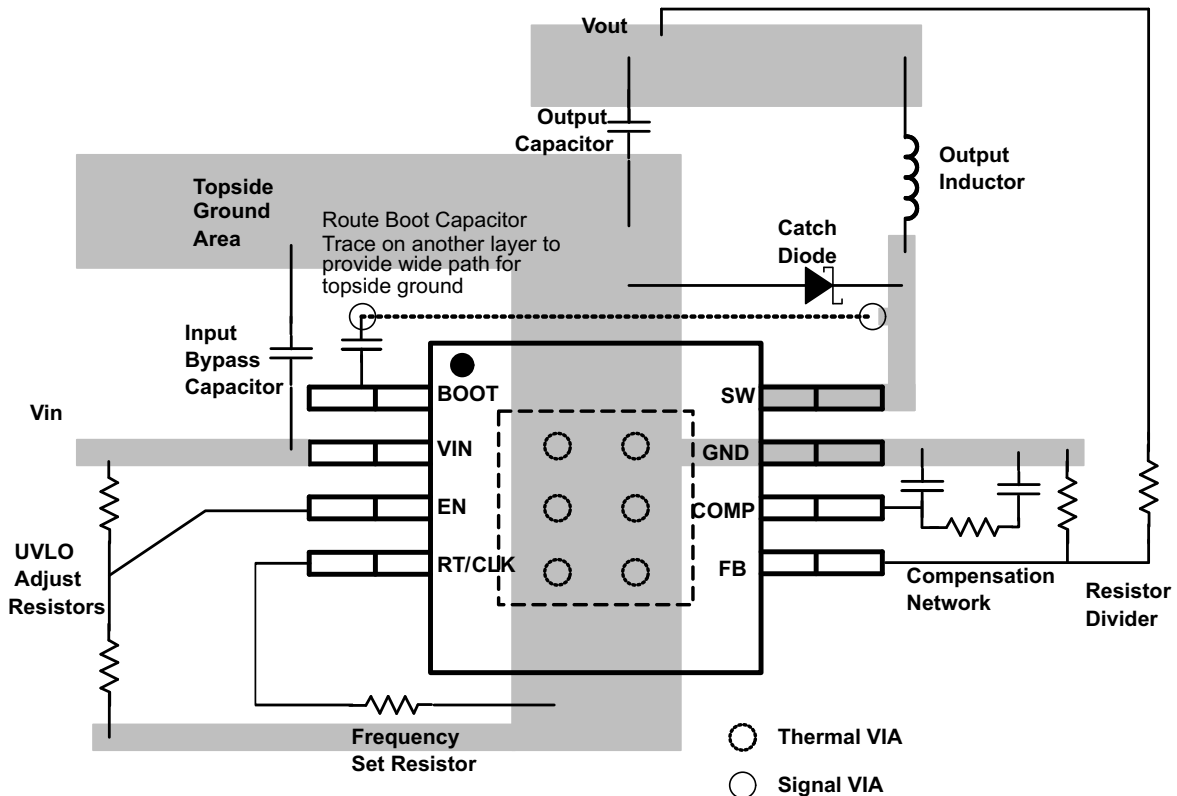 Vout
Output
Capacitor
Output
Inductor
Topside
Ground
Area
Route Boot Capacitor
Trace on another layer to
provide wide path for
topside ground
Catch
Diode
Input
Bypass
Capacitor
Vin
BOOT
VIN
EN
RT/CLK
SW
GND
COMP
FB
UVLO
Adjust
Resistors
Compensation
Network
Resistor
Divider
Frequency
Set Resistor
Thermal VIA
Signal VIA